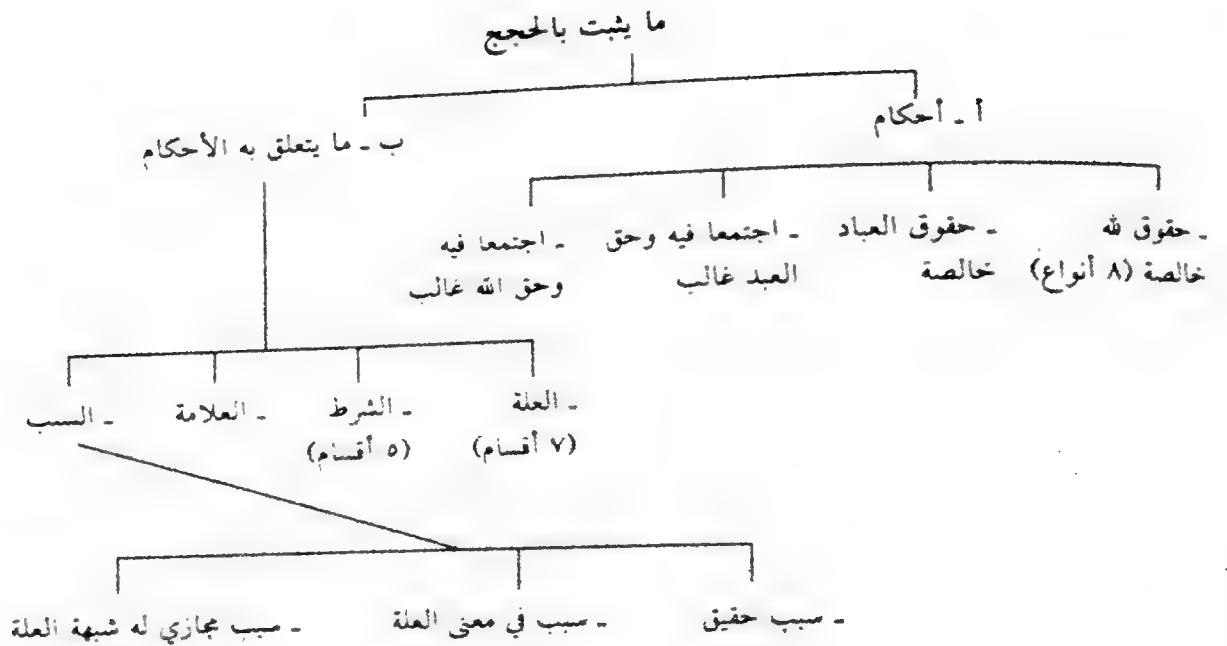 ما يثبت بالحجج
أ ـ أحكام
ب ـ ما يتعلق به الأحكام
ـ حقوق لله
خالصة (٨ أنواع)
ـ حقوق العباد
خالصة
ـ اجتمعا فيه وحق
العبد غالب
ـ اجتمعا فيه
وحق الله غالب
ـ العلة
(٧ أقسام)
ـ الشرط
(٥ أقسام)
ـ العلامة
ـ السبب
ـ سبب حقيق
ـ سبب في معنى العلة
ـ سبب مجازي له شبهة العلة